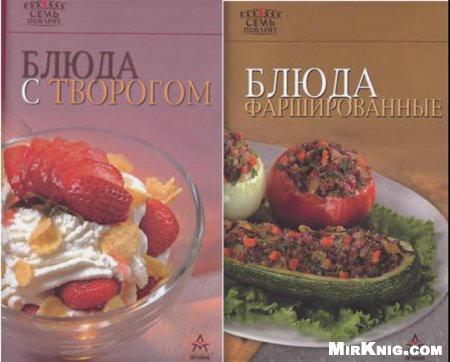 СЕМЬ
ПОВАРЯТ
БЛЮДА
С ТВОРОГОМ
СЕМЬ
ПОВАРЯТ
БЛЮДА
ФАРШИРОВАННЫЕ
MirKnig.com